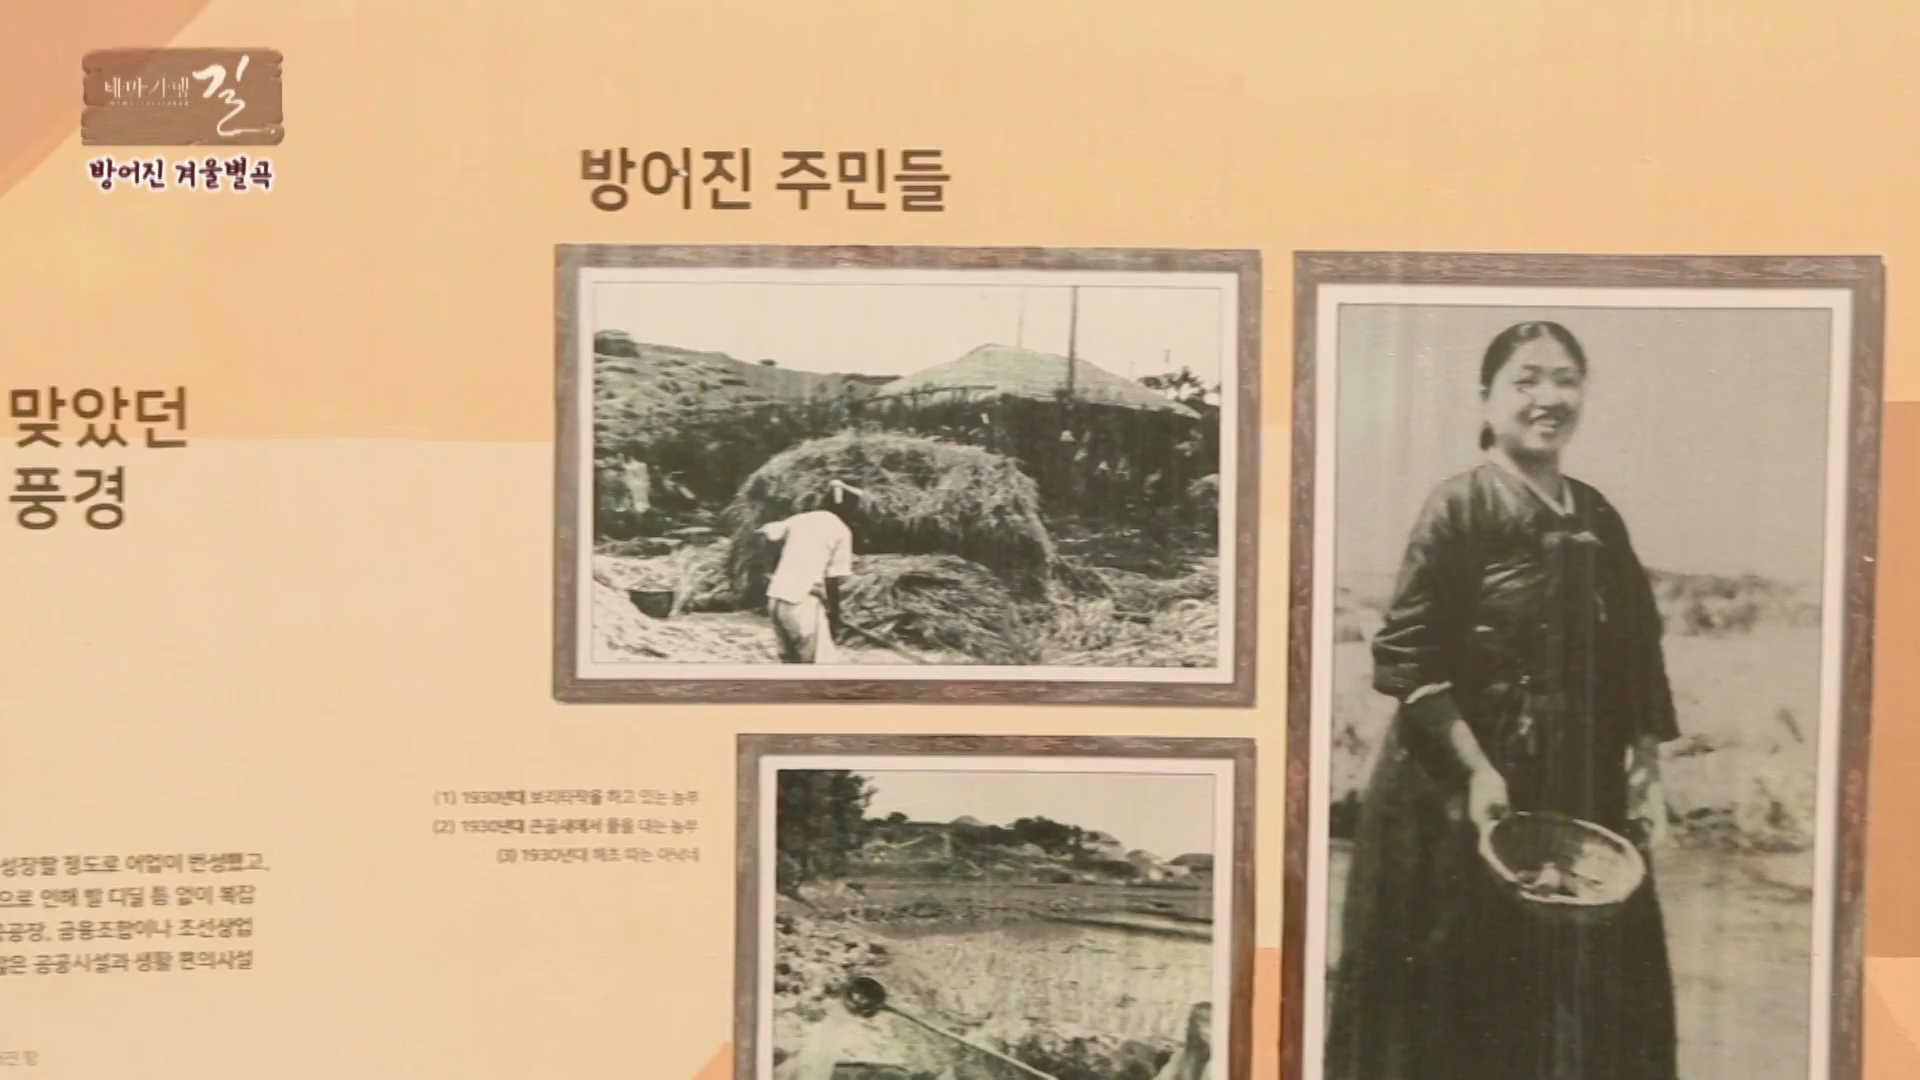 테마기행 길
방어진 겨울별곡
방어진 주민들
맞았던
풍경
(1) 1930년대 보리타작을 하고 있는 농부
(2) 1930년대 큰골새에서 물을 대는 농부
(3) 1930년대 해초 따는 아낙네
성장할 정도로 어업이 번성했고,
으로 인해 발 디딜 틈 없이 복잡
공장, 금융조합이나 조선상업
많은 공공시설과 생활 편의시설